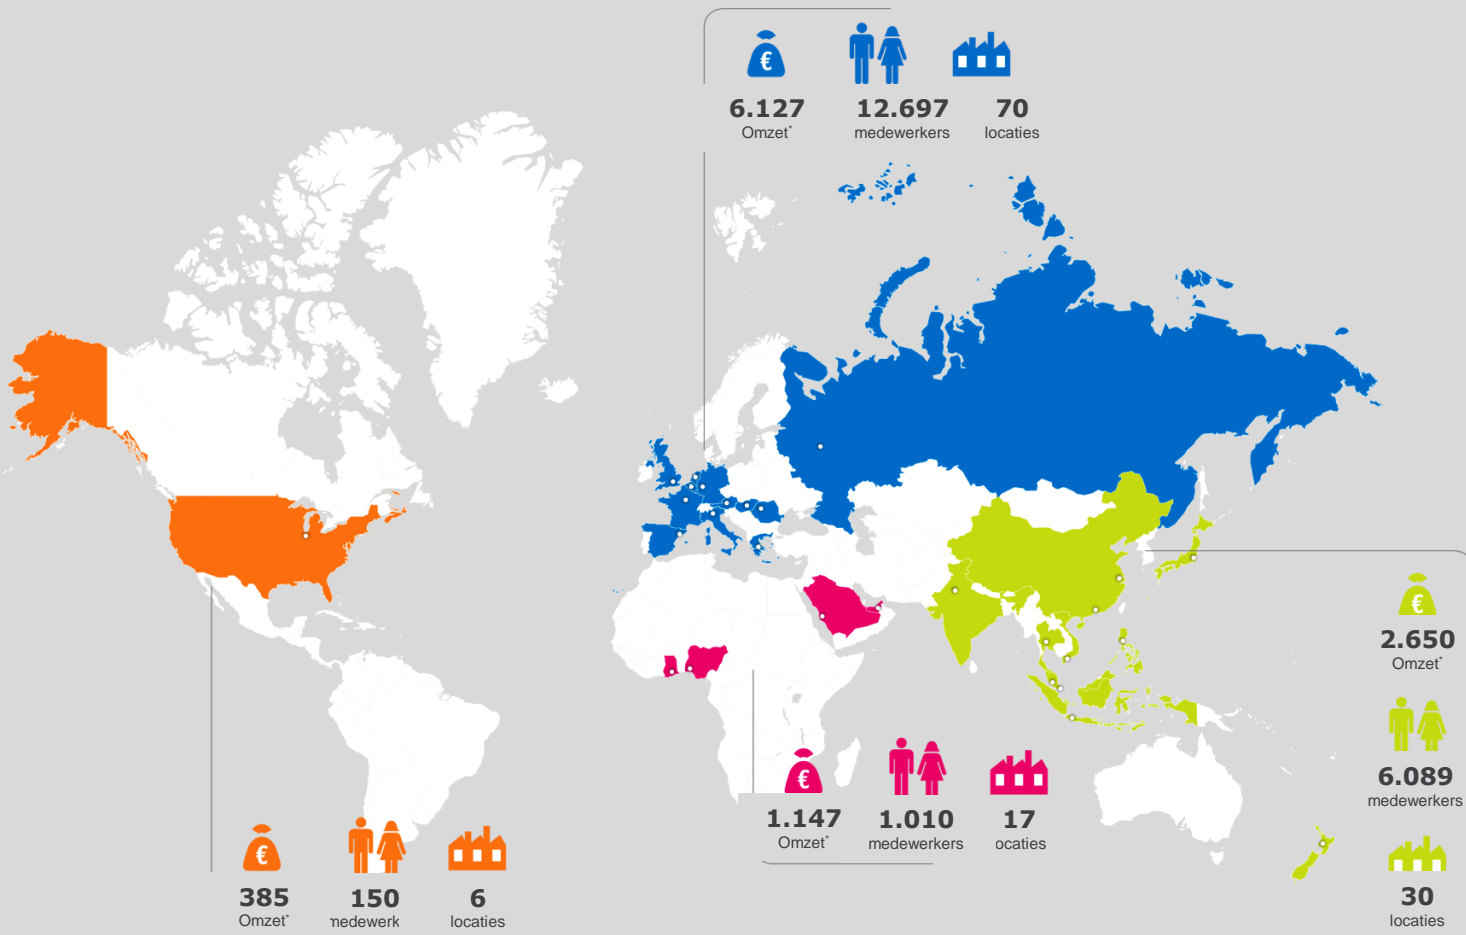 6.127 12.697 70
Omzet* medewerkers locaties
€
2.650
Omzet*
6.089
medewerkers
30
locaties
€
1.147 1.010 17
Omzet* medewerkers ocaties
€
385 150 6
Omzet* medewerk locaties
€